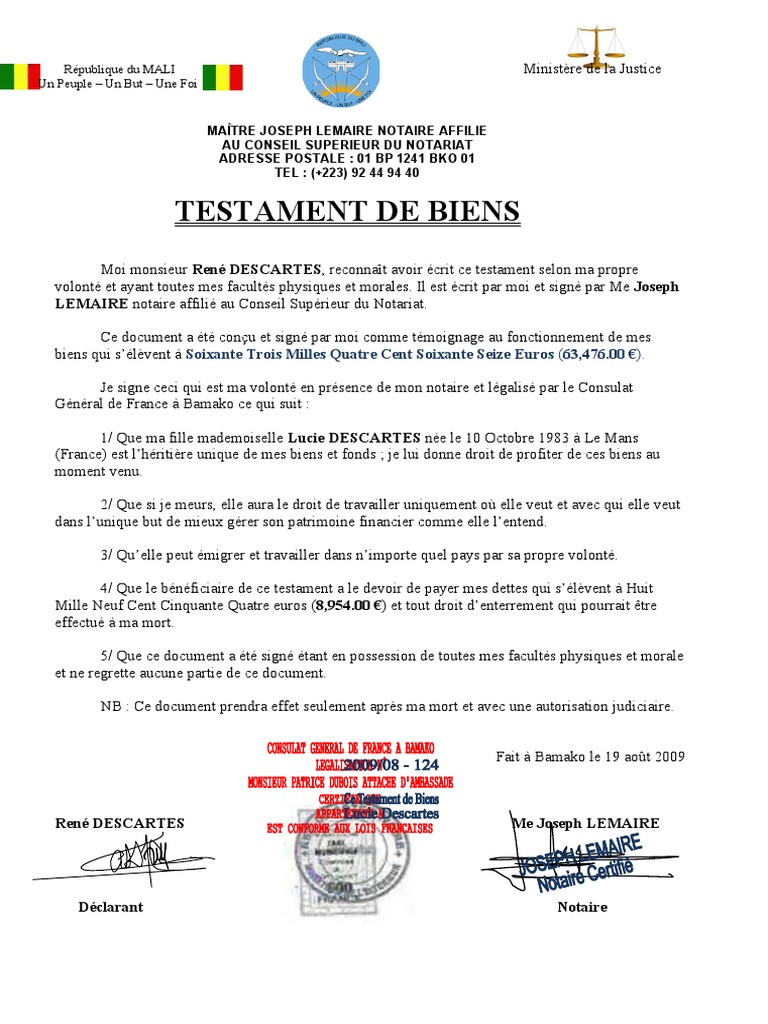 République du MALI
Un Peuple – Un But – Une Foi
REPUBLIQUE DU MALI
UN PEUPLE - UN BUT - UNE FOI
Ministère de la Justice
MAÎTRE JOSEPH LEMAIRE NOTAIRE AFFILIE
AU CONSEIL SUPERIEUR DU NOTARIAT
ADRESSE POSTALE : 01 BP 1241 BKO 01
TEL : (+223) 92 44 94 40
TESTAMENT DE BIENS
Moi monsieur René DESCARTES, reconnaît avoir écrit ce testament selon ma propre
volonté et ayant toutes mes facultés physiques et morales. Il est écrit par moi et signé par Me Joseph
LEMAIRE notaire affilié au Conseil Supérieur du Notariat.
Ce document a été conçu et signé par moi comme témoignage au fonctionnement de mes
biens qui s’élèvent à Soixante Trois Milles Quatre Cent Soixante Seize Euros (63,476.00 €).
Je signe ceci qui est ma volonté en présence de mon notaire et légalisé par le Consulat
Général de France à Bamako ce qui suit :
1/ Que ma fille mademoiselle Lucie DESCARTES née le 10 Octobre 1983 à Le Mans
(France) est l’héritière unique de mes biens et fonds ; je lui donne droit de profiter de ces biens au
moment venu.
2/ Que si je meurs, elle aura le droit de travailler uniquement où elle veut et avec qui elle veut
dans l’unique but de mieux gérer son patrimoine financier comme elle l’entend.
3/ Qu’elle peut émigrer et travailler dans n’importe quel pays par sa propre volonté.
4/ Que le bénéficiaire de ce testament a le devoir de payer mes dettes qui s’élèvent à Huit
Mille Neuf Cent Cinquante Quatre euros (8,954.00 €) et tout droit d’enterrement qui pourrait être
effectué à ma mort.
5/ Que ce document a été signé étant en possession de toutes mes facultés physiques et morale
et ne regrette aucune partie de ce document.
NB : Ce document prendra effet seulement après ma mort et avec une autorisation judiciaire.
Fait à Bamako le 19 août 2009
CONSULAT GENERAL DE FRANCE A BAMAKO
2009/08 - 124
MONSIEUR PATRICE DUBOIS ATTACHE D'AMBASSADE
Ce Testament de Biens
Lucie Descartes
EST CONFORME AUX LOIS FRANCAISES
René DESCARTES
Me Joseph LEMAIRE
JOSEPH LEMAIRE
Notaire Certifié
Déclarant
Notaire